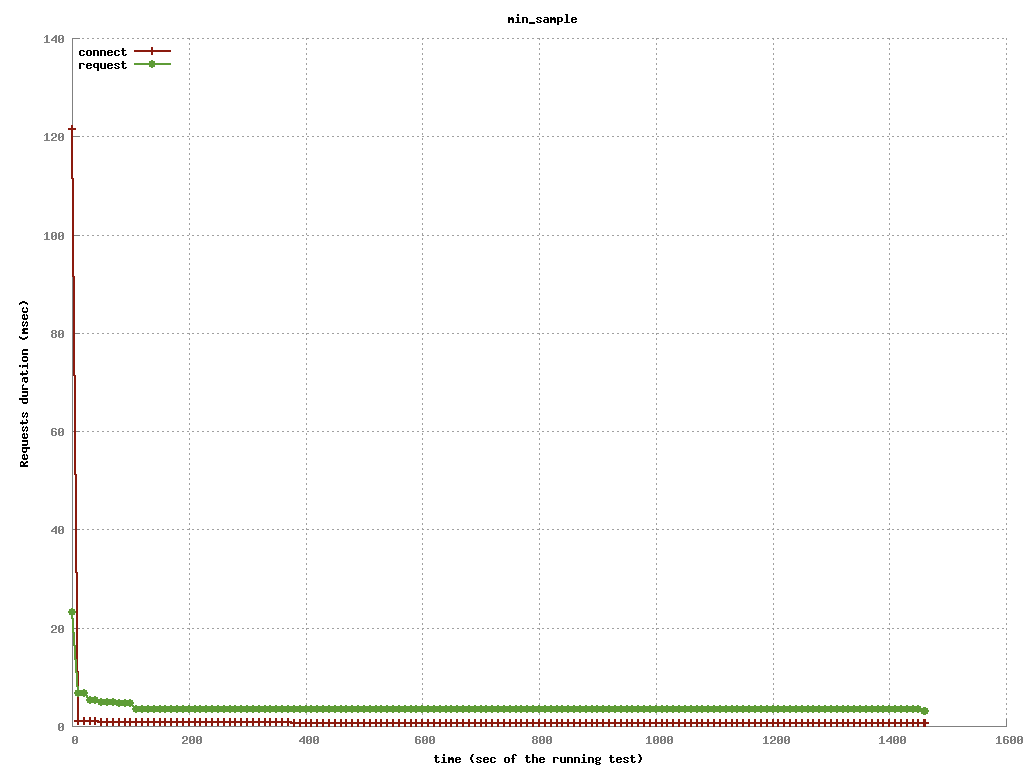 min_sample
140
connect
request
120
100
80
60
40
20
0
Requests duration (msec)
0 200 400 600 800 1000 1200 1400 1600
time (sec of the running test)